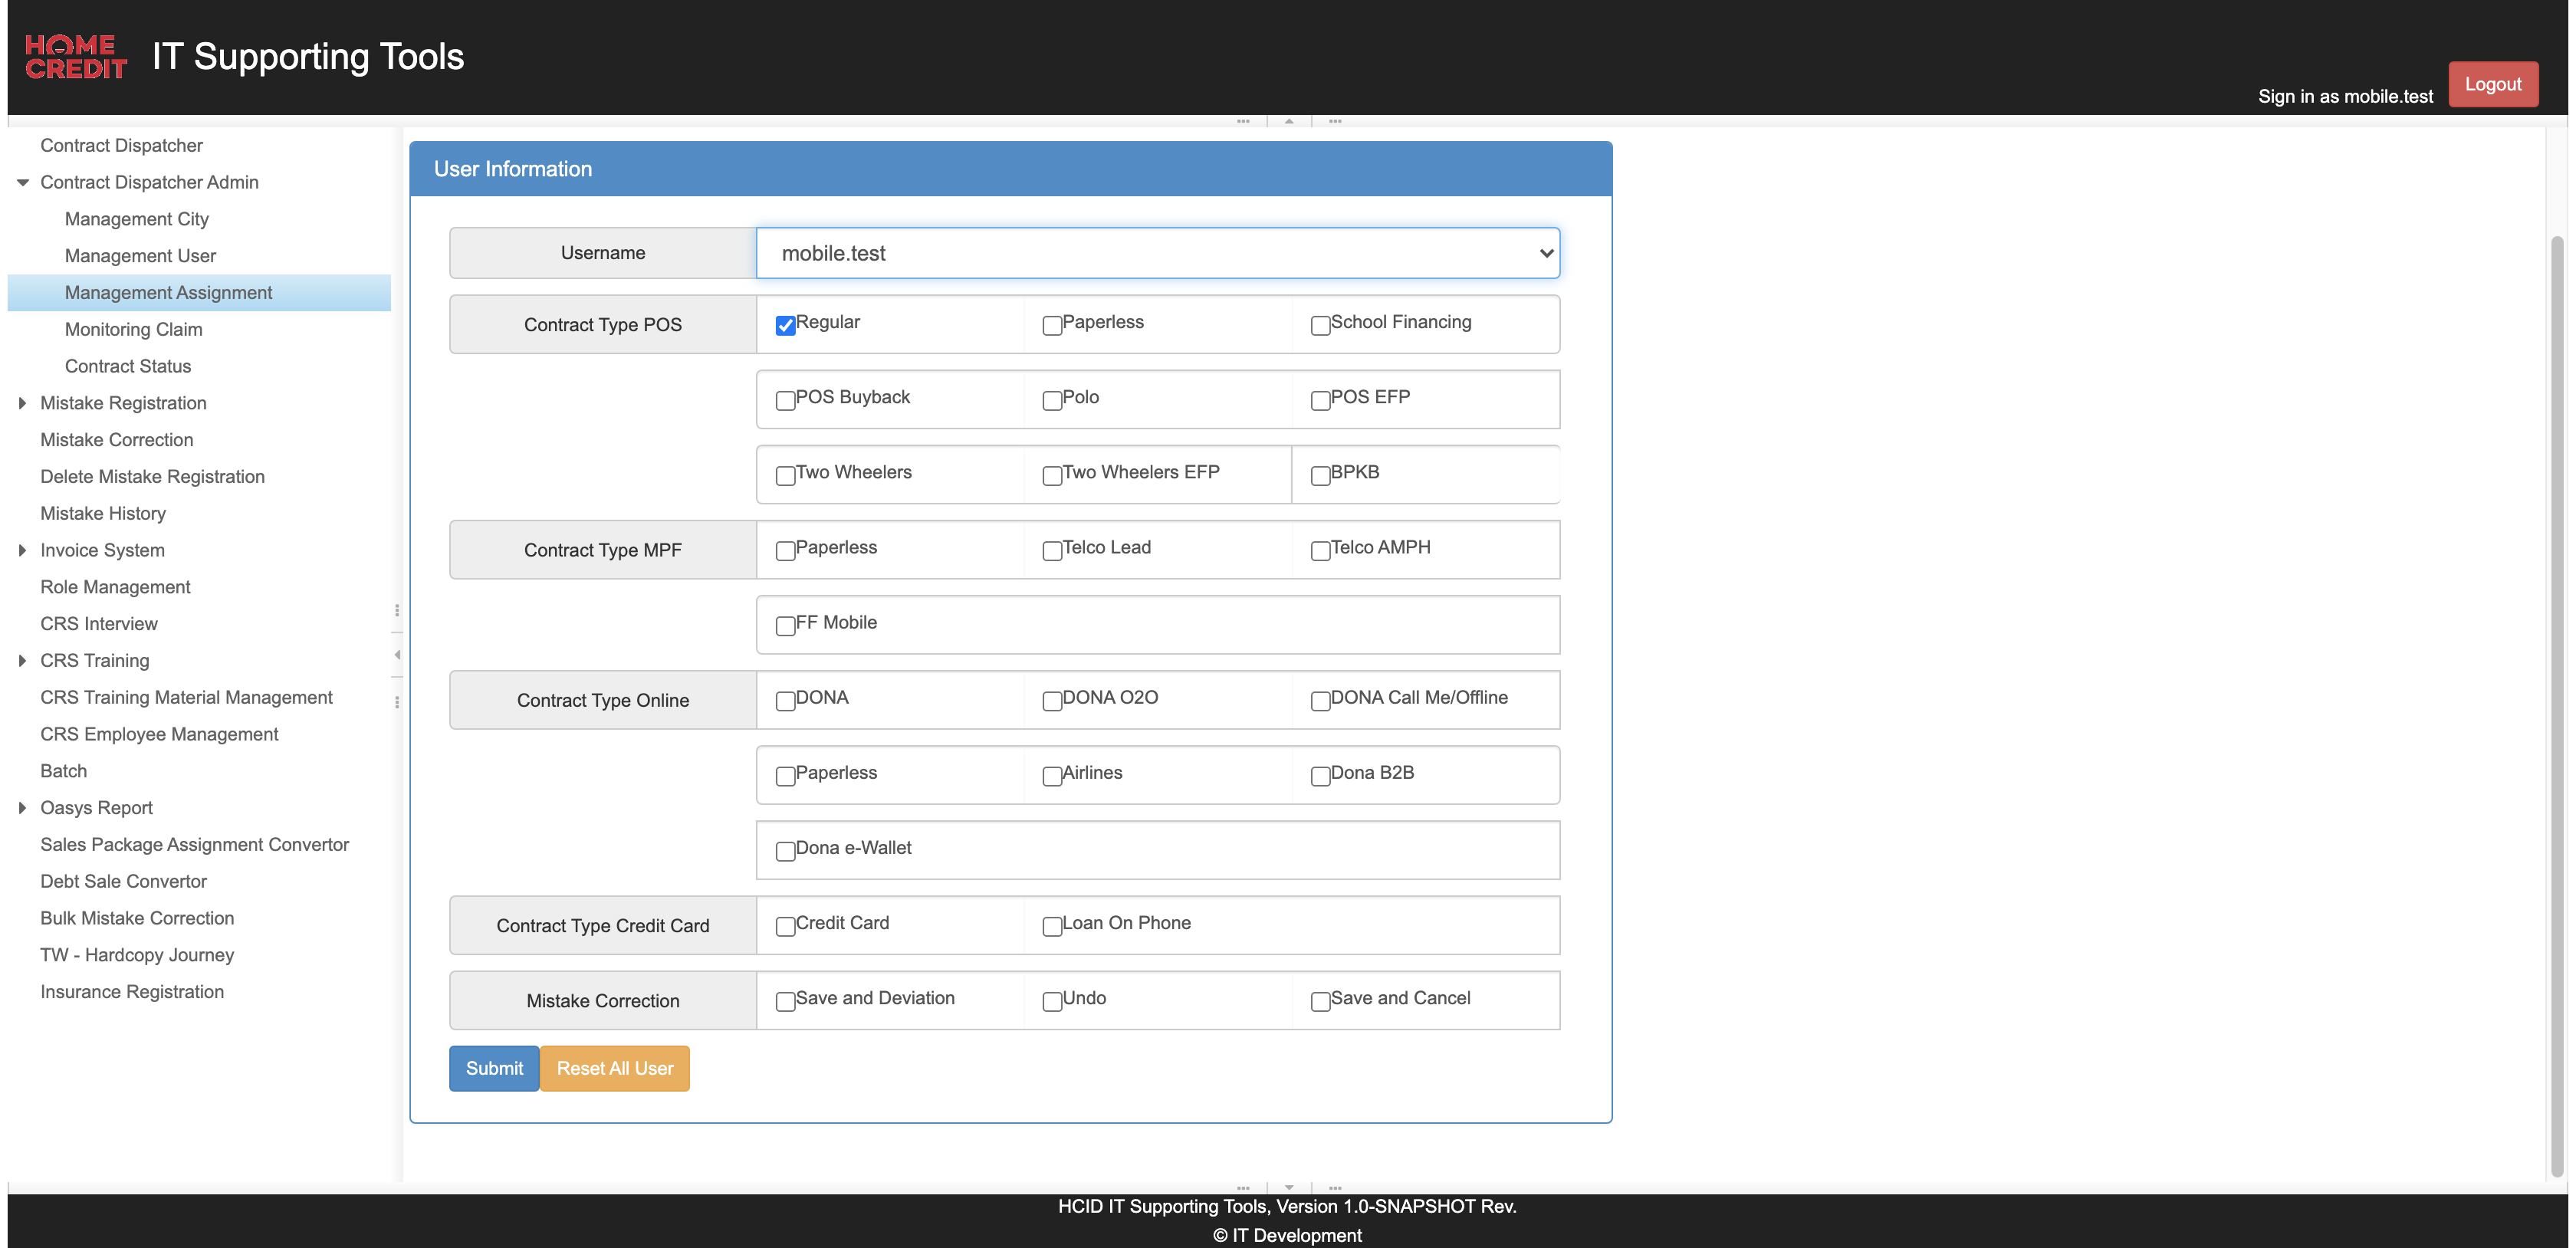 HOME
CREDIT
IT Supporting Tools
Sign in as mobile.test
Logout
Contract Dispatcher
Contract Dispatcher Admin
Management City
Management User
Management Assignment
Monitoring Claim
Contract Status
Mistake Registration
Mistake Correction
Delete Mistake Registration
Mistake History
Invoice System
Role Management
CRS Interview
CRS Training
CRS Training Material Management
CRS Employee Management
Batch
Oasys Report
Sales Package Assignment Convertor
Debt Sale Convertor
Bulk Mistake Correction
TW - Hardcopy Journey
Insurance Registration
User Information
Username mobile.test
Contract Type POS Regular Paperless School Financing
POS Buyback Polo POS EFP
Two Wheelers Two Wheelers EFP BPKB
Contract Type MPF Paperless Telco Lead Telco AMPH
FF Mobile
Contract Type Online DONA DONA O2O DONA Call Me/Offline
Paperless Airlines Dona B2B
Dona e-Wallet
Contract Type Credit Card Credit Card Loan On Phone
Mistake Correction Save and Deviation Undo Save and Cancel
Submit Reset All User
HCID IT Supporting Tools, Version 1.0-SNAPSHOT Rev.
© IT Development